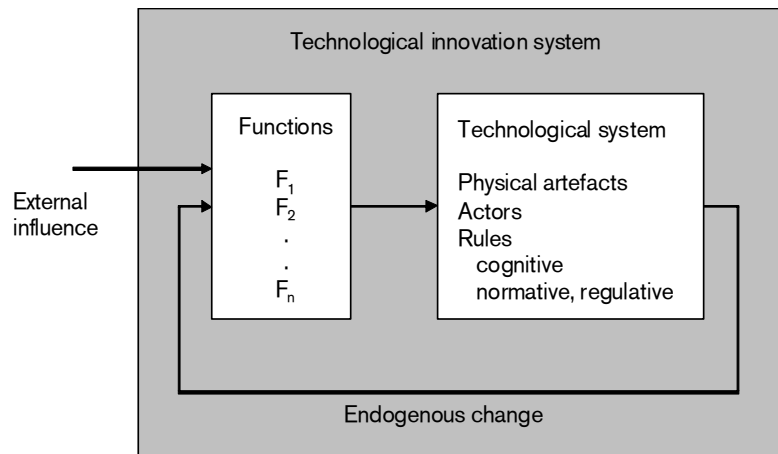 Technological innovation system
Functions
F₁
F₂
.
.
Fₙ
Technological system
Physical artefacts
Actors
Rules
cognitive
normative, regulative
External
influence
Endogenous change